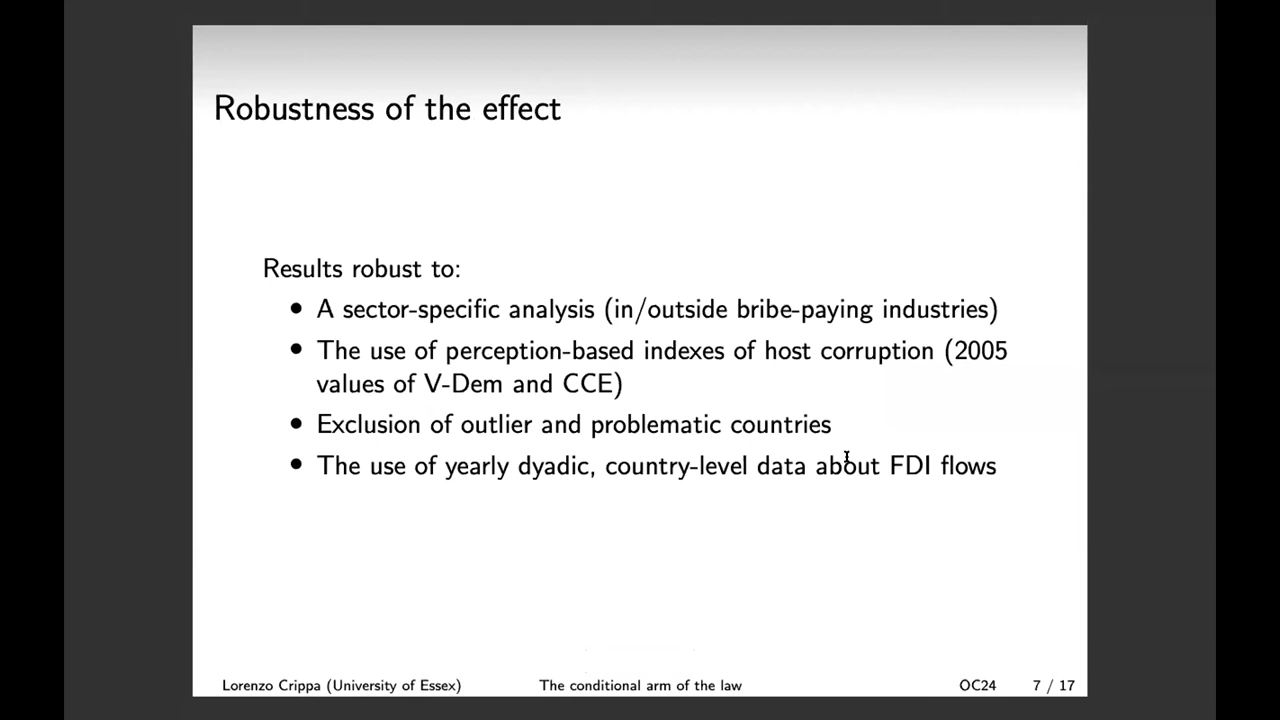 Robustness of the effect
Results robust to:
• A sector-specific analysis (in/outside bribe-paying industries)
• The use of perception-based indexes of host corruption (2005
values of V-Dem and CCE)
• Exclusion of outlier and problematic countries
• The use of yearly dyadic, country-level data about FDI flows
Lorenzo Crippa (University of Essex) The conditional arm of the law OC24 7 / 17